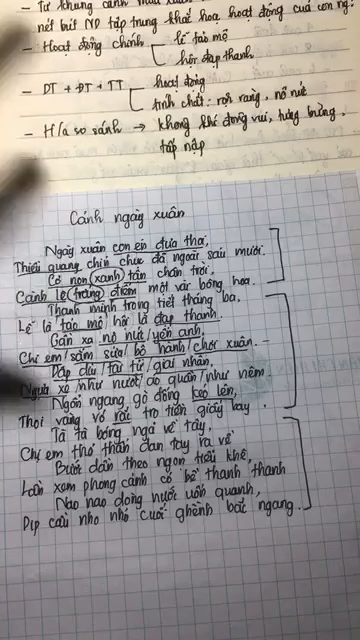 - Từ khung cảnh mùa xuân
nét bút ND tập trung khắc họa hoạt động của con ng:
- Hoạt động chính lễ tảo mộ
hội đạp thanh
- DT + ĐT + TT hoạt động
tính chất: rộn ràng, nô nức
- H/a so sánh → không khí đông vui, tưng bừng,
tấp nập
Cảnh ngày xuân
Ngày xuân con én đưa thoi,
Thiều quang chín chục đã ngoài sáu mươi.
Cỏ non (xanh) tận chân trời,
Cành lê (trắng) điểm một vài bông hoa.
Thanh minh trong tiết tháng ba,
Lễ là tảo mộ / hội là đạp thanh.
Gần xa nô nức / yến anh,
Chị em / sắm sửa / bộ hành / chơi xuân.
Dập dìu / tài tử / giai nhân,
Ngựa xe / như nước / áo quần / như nêm.
Ngổn ngang gò đống kéo lên,
Thoi vàng vó rắc tro tiền giấy bay.
Tà tà bóng ngả về tây,
Chị em thơ thẩn dan tay ra về
Bước dần theo ngọn tiểu khê,
Lần xem phong cảnh có bề thanh thanh
Nao nao dòng nước uốn quanh,
Dịp cầu nho nhỏ cuối ghềnh bắc ngang.